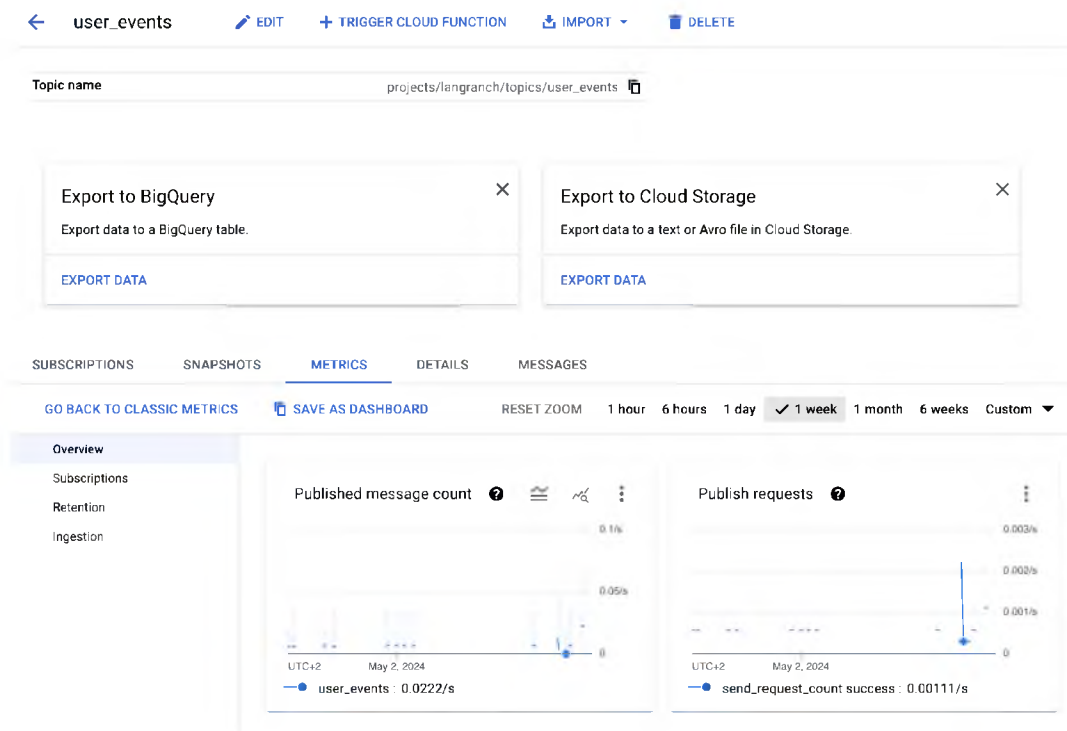 user_events EDIT TRIGGER CLOUD FUNCTION IMPORT DELETE
Topic name projects/langranch/topics/user_events
Export to BigQuery
Export data to a BigQuery table.
EXPORT DATA
Export to Cloud Storage
Export data to a text or Avro file in Cloud Storage.
EXPORT DATA
SUBSCRIPTIONS SNAPSHOTS METRICS DETAILS MESSAGES
GO BACK TO CLASSIC METRICS SAVE AS DASHBOARD RESET ZOOM 1 hour 6 hours 1 day 1 week 1 month 6 weeks Custom
Overview
Subscriptions
Retention
Ingestion
Published message count
0.1/s
0.05/s
0
UTC+2 May 2, 2024
user_events : 0.0222/s
Publish requests
0.003/s
0.002/s
0.001/s
0
UTC+2 May 2, 2024
send_request_count success : 0.00111/s